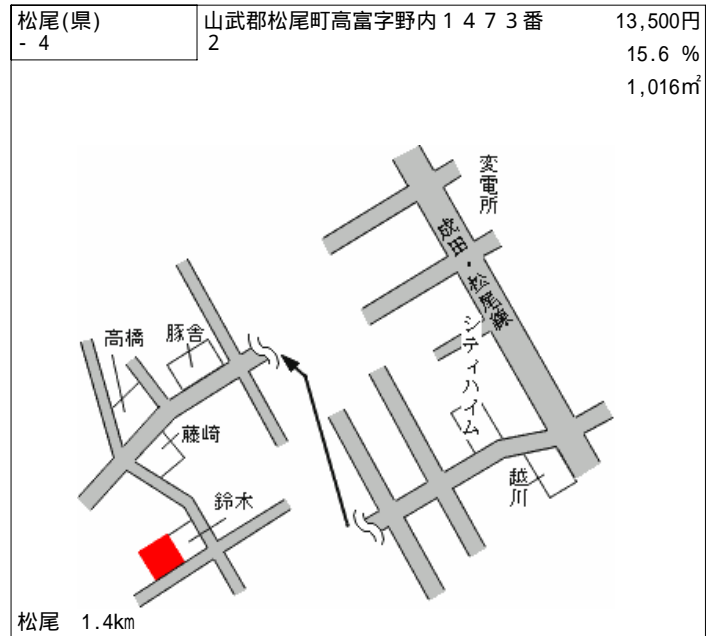 松尾(県)
- 4
山武郡松尾町高富字野内1473番
2
13,500円
15.6 %
1,016㎡
変電所
成田・松尾線
シティハイム
高橋
豚舎
藤崎
鈴木
越川
松尾 1.4km